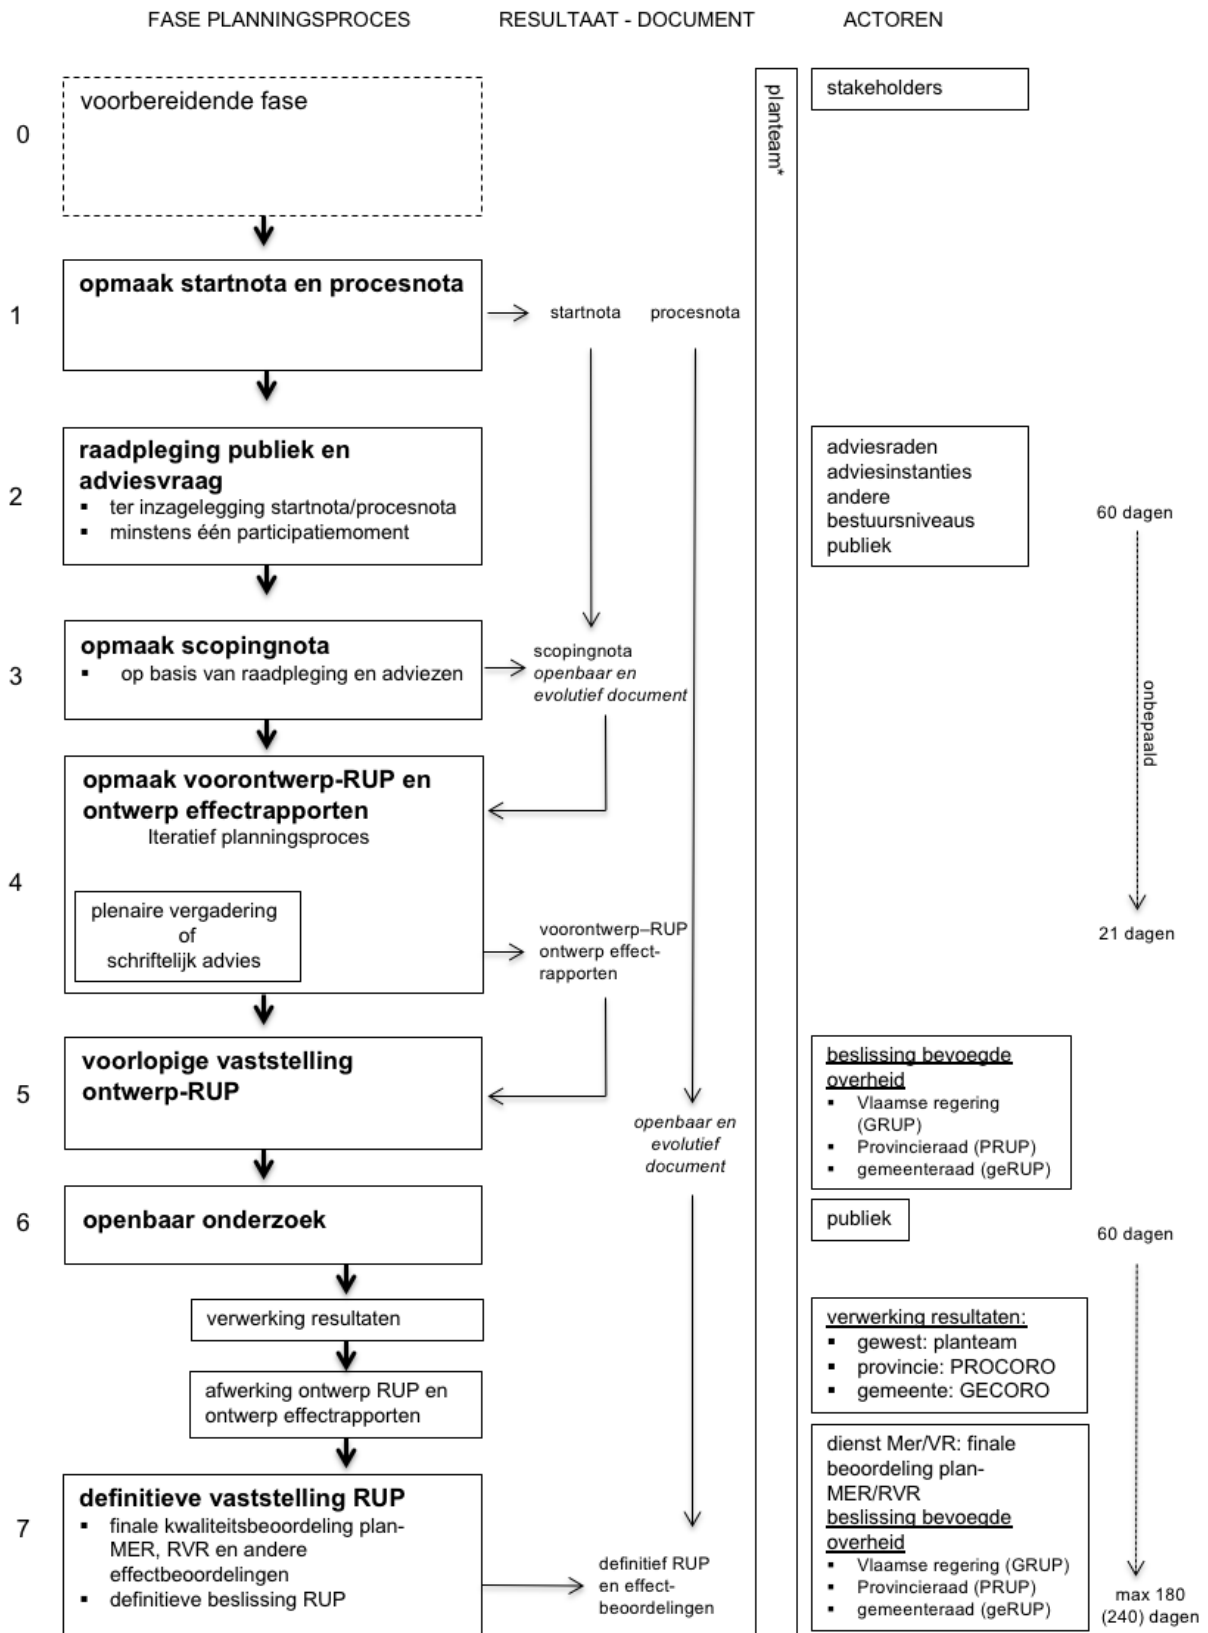 FASE PLANNINGSPROCES
RESULTAAT - DOCUMENT
ACTOREN
0
voorbereidende fase
planteam*
stakeholders
1
opmaak startnota en procesnota
startnota
procesnota
2
raadpleging publiek en
adviesvraag
▪ ter inzagelegging startnota/procesnota
▪ minstens één participatiemoment
adviesraden
adviesinstanties
andere
bestuursniveaus
publiek
60 dagen
3
opmaak scopingnota
▪ op basis van raadpleging en adviezen
scopingnota
openbaar en
evolutief document
onbepaald
4
opmaak voorontwerp-RUP en
ontwerp effectrapporten
Iteratief planningsproces
plenaire vergadering
of
schriftelijk advies
voorontwerp–RUP
ontwerp effect-
rapporten
21 dagen
5
voorlopige vaststelling
ontwerp-RUP
openbaar en
evolutief
document
beslissing bevoegde
overheid
▪ Vlaamse regering
(GRUP)
▪ Provincieraad (PRUP)
▪ gemeenteraad (geRUP)
6
openbaar onderzoek
publiek
60 dagen
verwerking resultaten
verwerking resultaten:
▪ gewest: planteam
▪ provincie: PROCORO
▪ gemeente: GECORO
afwerking ontwerp RUP en
ontwerp effectrapporten
7
definitieve vaststelling RUP
▪ finale kwaliteitsbeoordeling plan-
MER, RVR en andere
effectbeoordelingen
▪ definitieve beslissing RUP
definitief RUP
en effect-
beoordelingen
dienst Mer/VR: finale
beoordeling plan-
MER/RVR
beslissing bevoegde
overheid
▪ Vlaamse regering (GRUP)
▪ Provincieraad (PRUP)
▪ gemeenteraad (geRUP)
max 180
(240) dagen